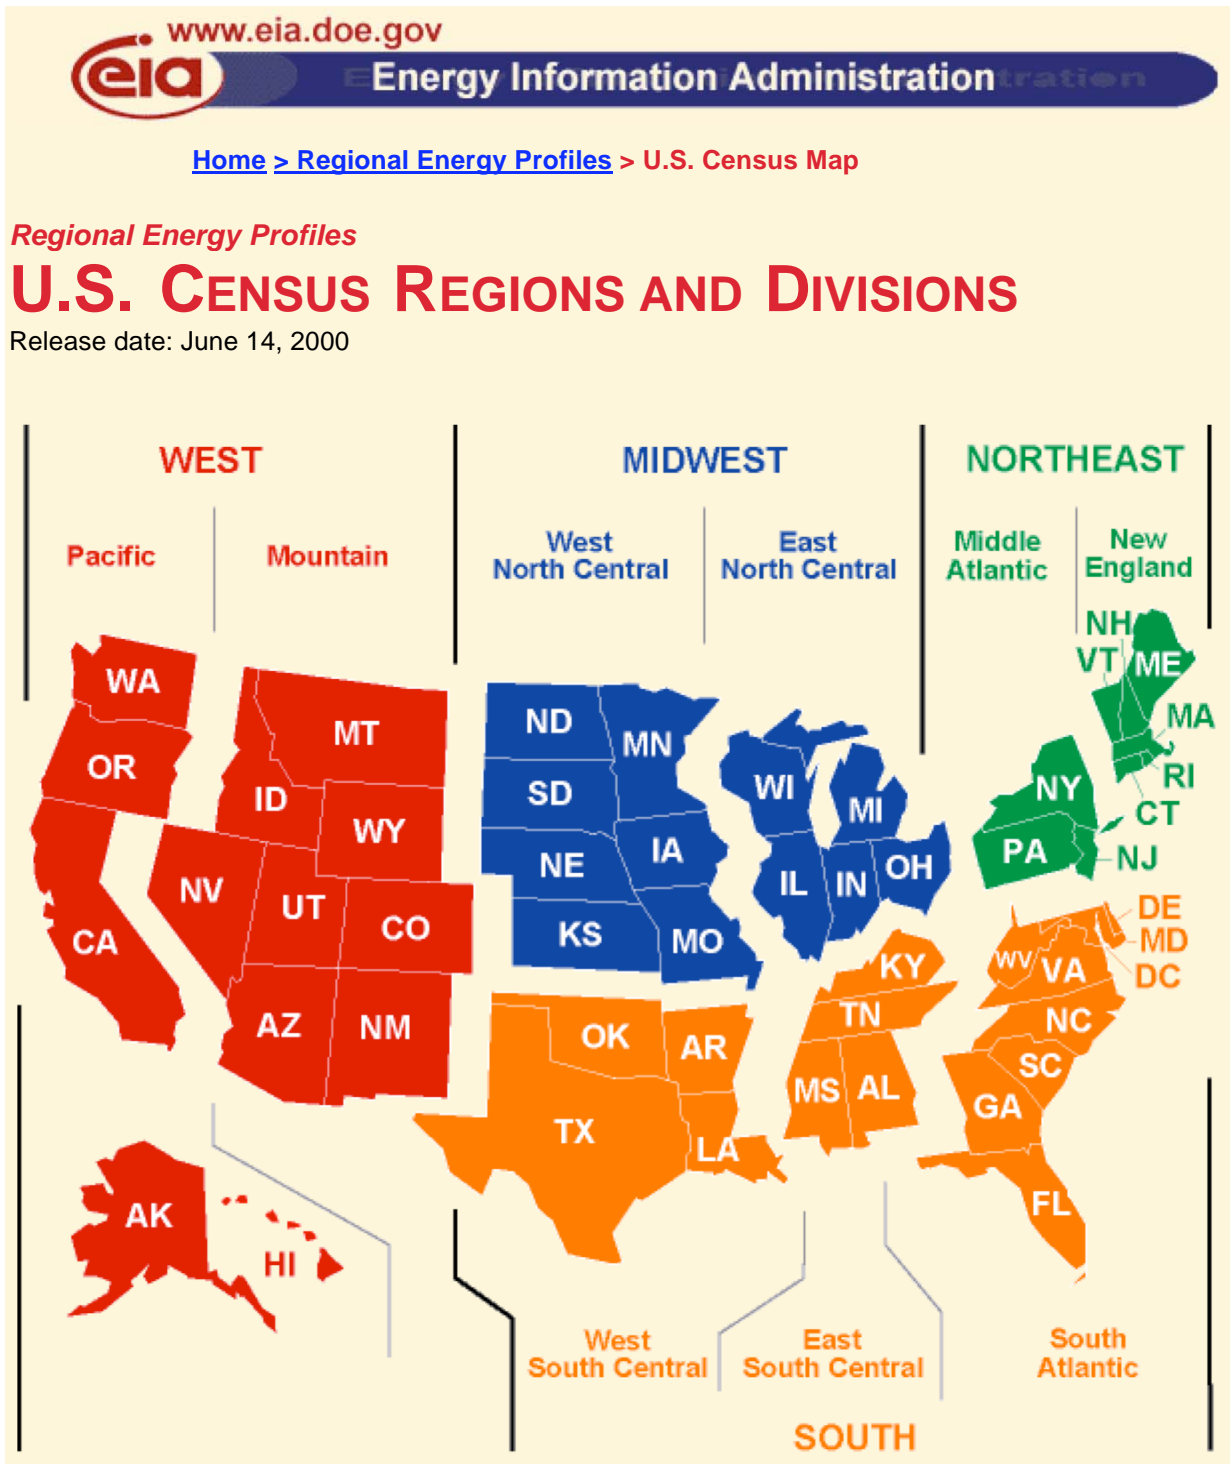 www.eia.doe.gov
eia
Energy Information Administration
Home > Regional Energy Profiles > U.S. Census Map
Regional Energy Profiles
U.S. CENSUS REGIONS AND DIVISIONS
Release date: June 14, 2000
WEST
MIDWEST
NORTHEAST
Pacific
Mountain
West
North Central
East
North Central
Middle
Atlantic
New
England
WA
OR
CA
MT
ID
WY
NV
UT
CO
AZ
NM
AK
HI
ND
MN
SD
NE
IA
KS
MO
WI
MI
IL
IN
OH
NH
VT
ME
MA
RI
CT
NY
PA
NJ
DE
MD
DC
WV
VA
NC
SC
GA
FL
KY
TN
MS
AL
OK
AR
TX
LA
West
South Central
East
South Central
South
Atlantic
SOUTH